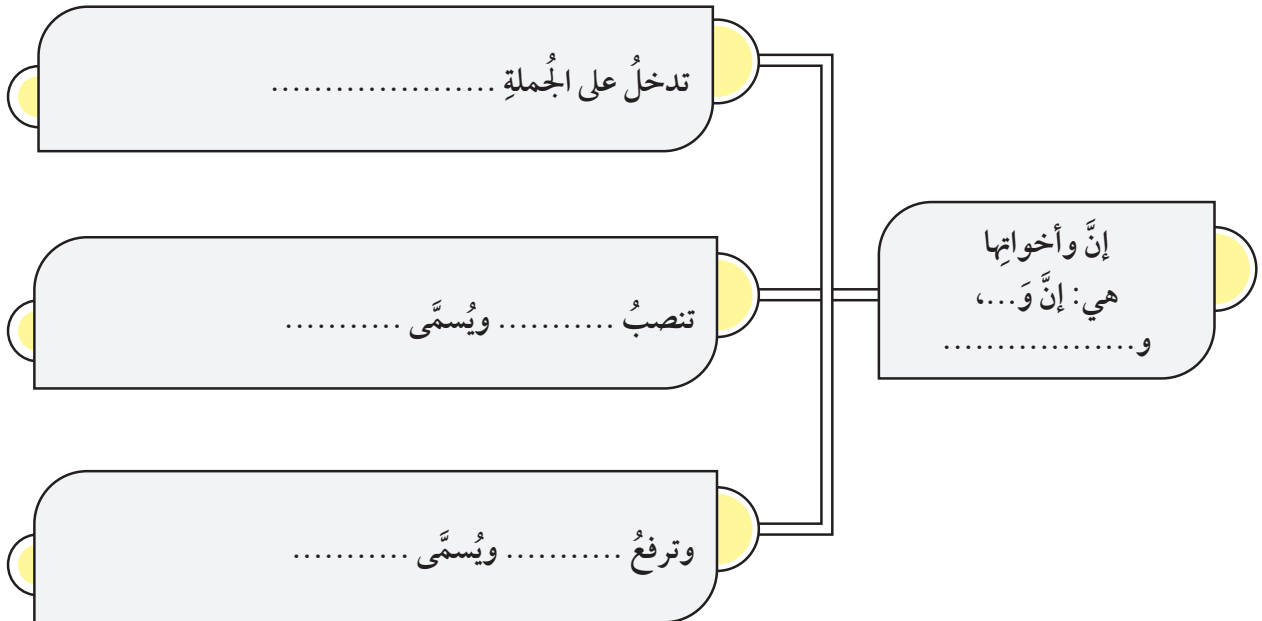 إنَّ وأخواتِها
هي: إنَّ وَ...،
و..................
تدخلُ على الجُملةِ .....................
تنصبُ ........... ويُسمَّى ...........
وترفعُ ........... ويُسمَّى ...........